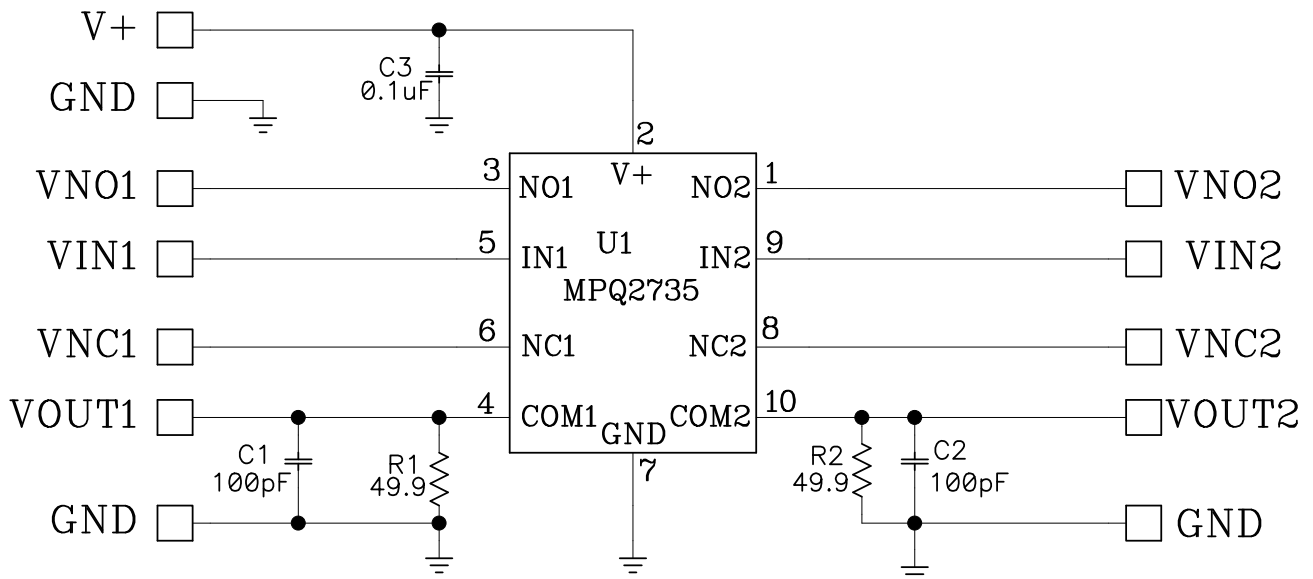 V+
C3
0.1uF
GND
2
VNO1
3
NO1
V+
NO2
1
VNO2
VIN1
5
IN1
U1
IN2
9
VIN2
MPQ2735
VNC1
6
NC1
NC2
8
VNC2
VOUT1
4
COM1
GND
COM2
10
VOUT2
7
C1
100pF
R1
49.9
R2
49.9
C2
100pF
GND
GND